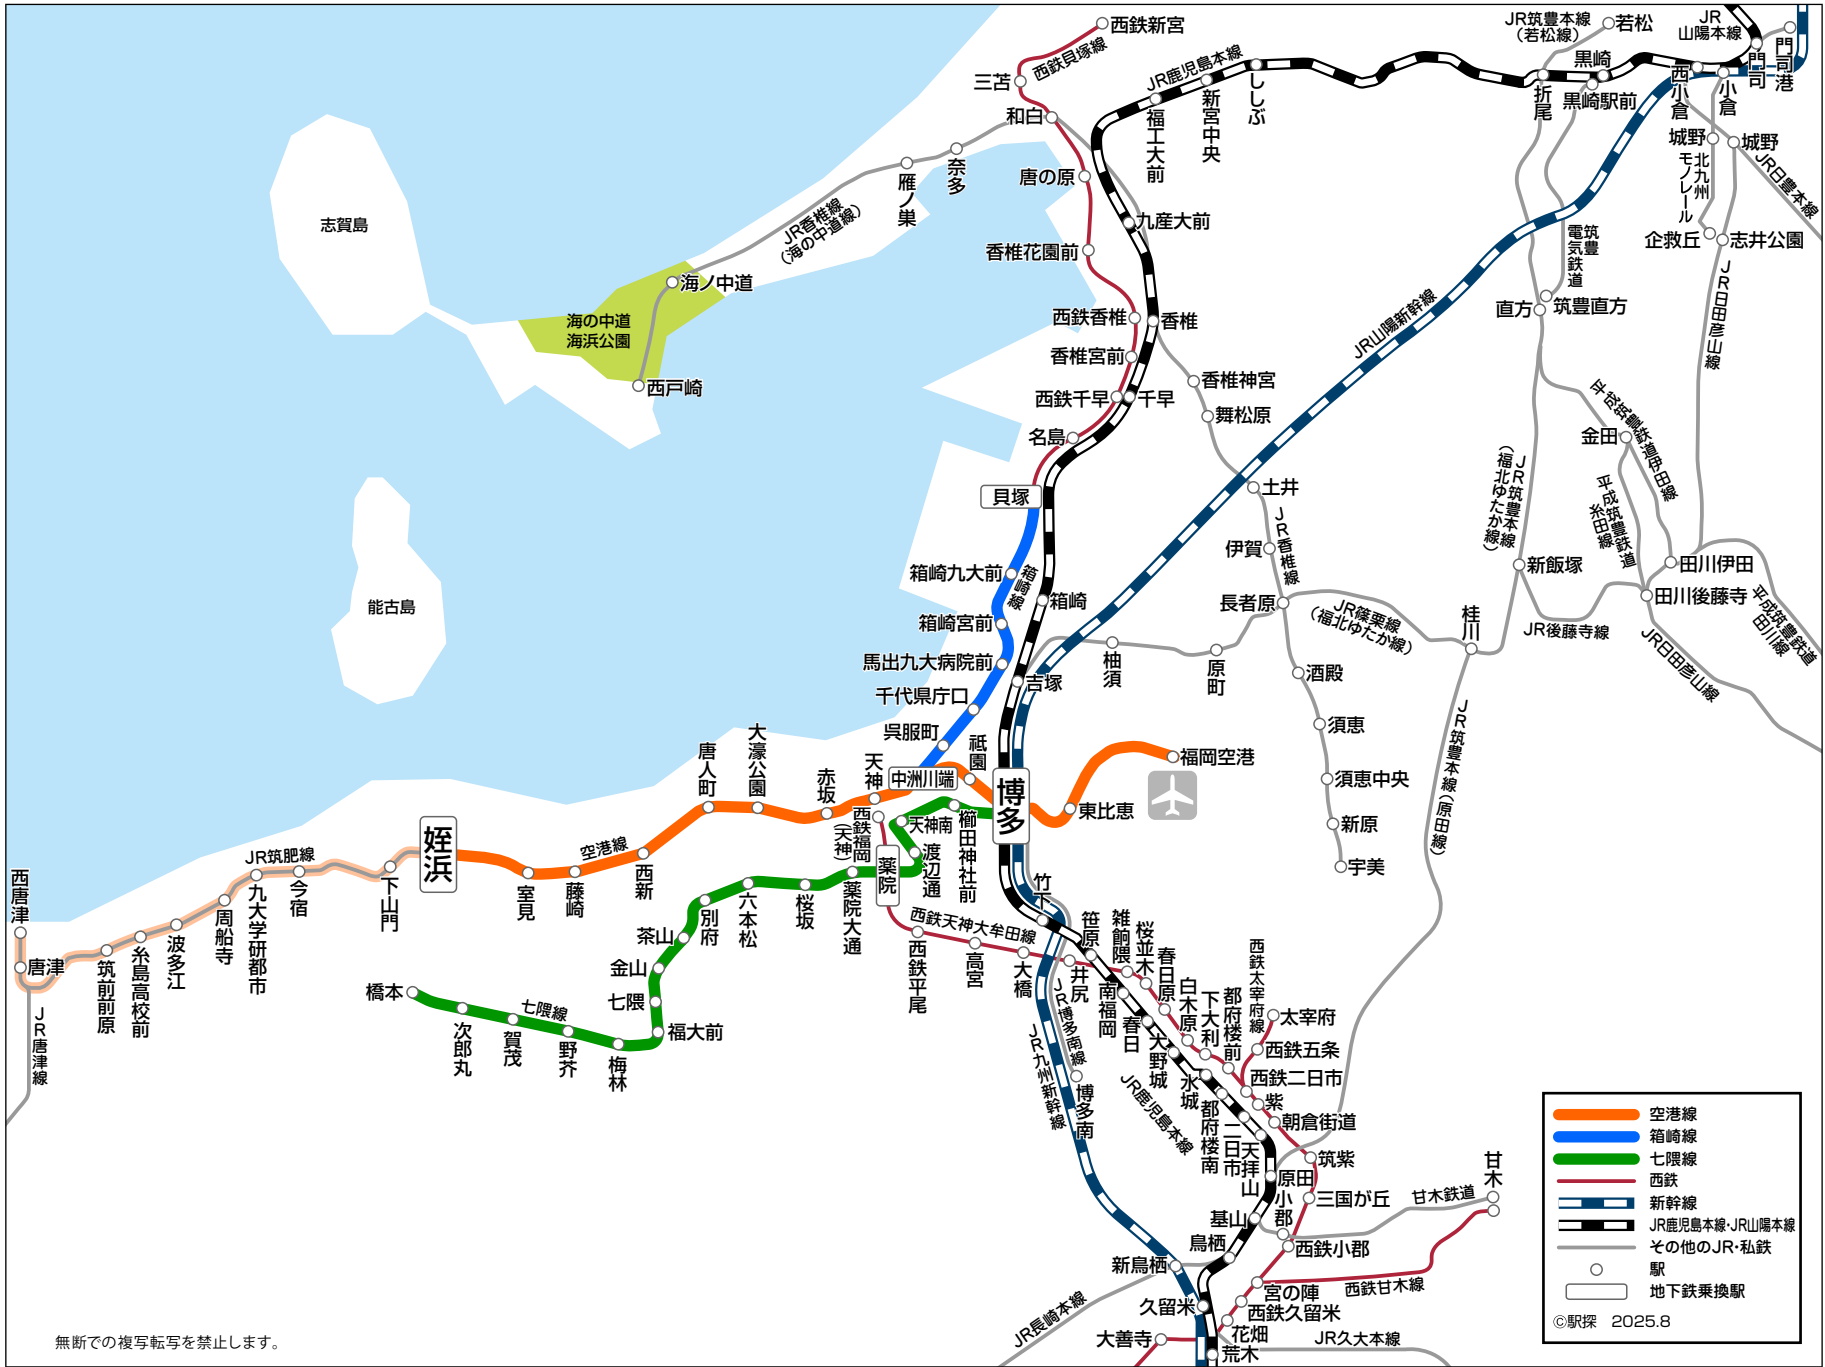 西鉄新宮
西鉄貝塚線
三苫
和白
JR鹿児島本線
福工大前
新宮中央
ししぶ
JR筑豊本線
（若松線）
若松
折尾
黒崎
黒崎駅前
西小倉
小倉
JR
山陽本線
門司
門司港
城野
城野
JR日豊本線
北九州
モノレール
企救丘
志井公園
JR日田彦山線
筑豊
電気鉄道
筑豊直方
直方
JR山陽新幹線
奈多
雁ノ巣
JR香椎線
（海の中道線）
海ノ中道
海の中道
海浜公園
西戸崎
志賀島
能古島
唐の原
九産大前
香椎花園前
西鉄香椎
香椎
香椎宮前
西鉄千早
千早
名島
貝塚
香椎神宮
舞松原
土井
JR香椎線
伊賀
長者原
酒殿
須恵
須恵中央
新原
宇美
JR篠栗線
（福北ゆたか線）
柚須
原町
桂川
JR筑豊本線
（福北ゆたか線）
新飯塚
平成筑豊鉄道伊田線
金田
平成筑豊鉄道
糸田線
田川伊田
田川後藤寺
平成筑豊鉄道
田川線
JR後藤寺線
JR日田彦山線
JR筑豊本線（原田線）
箱崎九大前
箱崎線
箱崎
箱崎宮前
馬出九大病院前
千代県庁口
呉服町
吉塚
中洲川端
祇園
博多
東比恵
福岡空港
天神
赤坂
大濠公園
唐人町
西新
空港線
藤崎
室見
姪浜
西鉄福岡
（天神）
天神南
櫛田神社前
渡辺通
薬院
薬院大通
桜坂
六本松
別府
茶山
金山
七隈
福大前
梅林
野芥
七隈線
賀茂
次郎丸
橋本
JR筑肥線
下山門
今宿
九大学研都市
周船寺
波多江
糸島高校前
筑前前原
唐津
西唐津
JR唐津線
西鉄天神大牟田線
西鉄平尾
高宮
大橋
井尻
竹下
笹原
雑餉隈
桜並木
春日原
白木原
下大利
都府楼前
西鉄太宰府線
太宰府
西鉄五条
西鉄二日市
紫
朝倉街道
筑紫
三国が丘
南福岡
春日
大野城
水城
都府楼南
二日市
天拝山
原田
JR鹿児島本線
JR博多南線
博多南
JR九州新幹線
基山
小郡
甘木鉄道
甘木
鳥栖
西鉄小郡
新鳥栖
宮の陣
西鉄甘木線
西鉄久留米
久留米
花畑
荒木
大善寺
JR長崎本線
JR久大本線
空港線
箱崎線
七隈線
西鉄
新幹線
JR鹿児島本線・JR山陽本線
その他のJR・私鉄
駅
地下鉄乗換駅
©駅探　2025.8
無断での複写転写を禁止します。